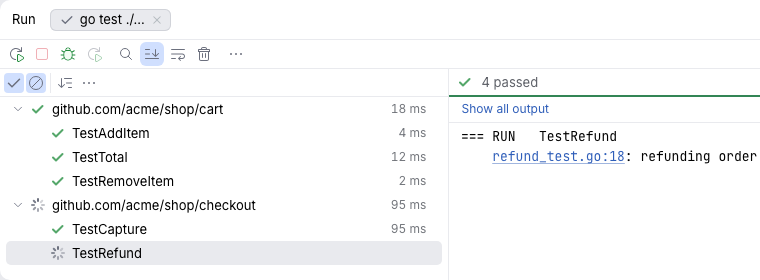 Run go test ./...
4 passed
github.com/acme/shop/cart 18 ms
TestAddItem 4 ms
TestTotal 12 ms
TestRemoveItem 2 ms
github.com/acme/shop/checkout 95 ms
TestCapture 95 ms
TestRefund
Show all output
=== RUN   TestRefund
refund_test.go:18: refunding order